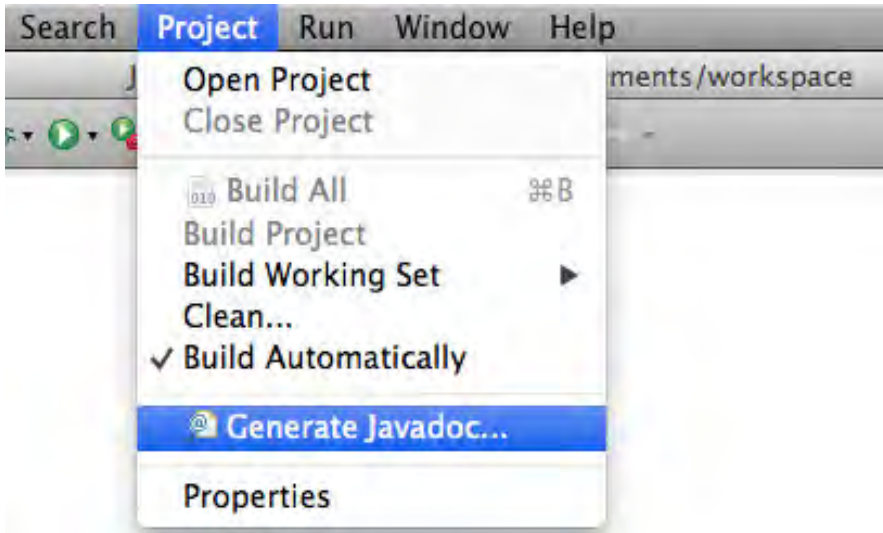 Search Project Run Window Help
J
ments/workspace
Open Project
Close Project
010 Build All ⌘B
Build Project
Build Working Set ▶
Clean...
✓ Build Automatically
Generate Javadoc...
Properties